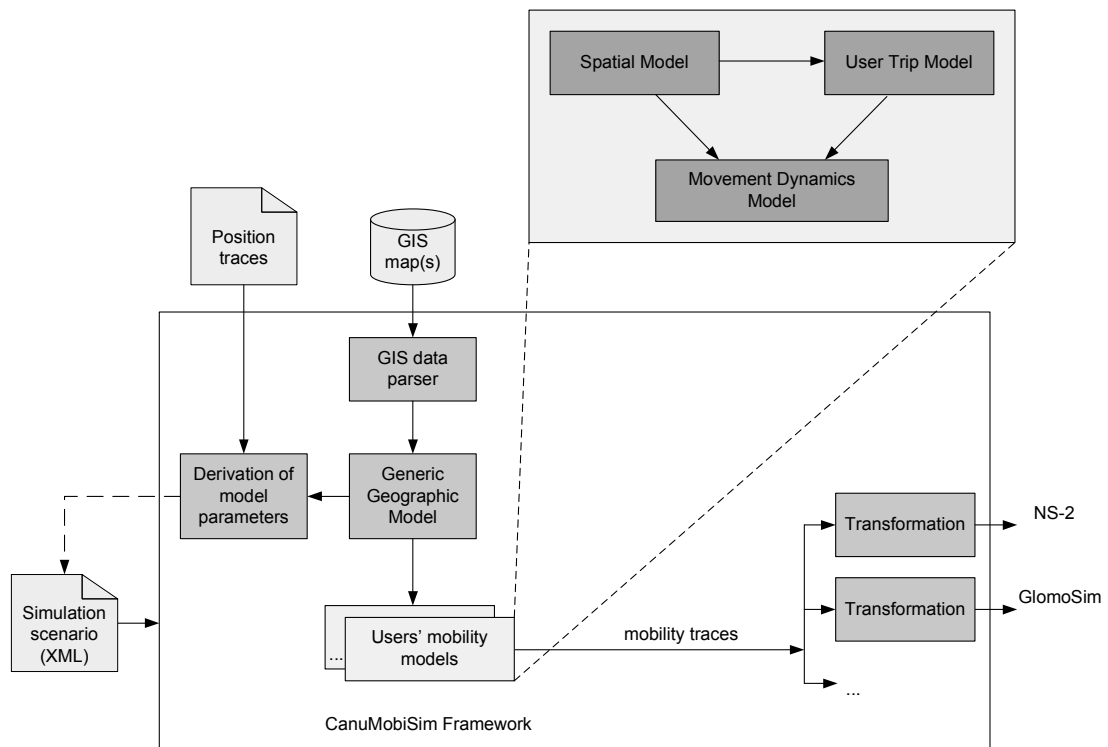 Spatial Model
User Trip Model
Movement Dynamics
Model
Position
traces
GIS
map(s)
GIS data
parser
Derivation of
model
parameters
Generic
Geographic
Model
Transformation
NS-2
Transformation
GlomoSim
Simulation
scenario
(XML)
...
Users’ mobility
models
mobility traces
...
CanuMobiSim Framework